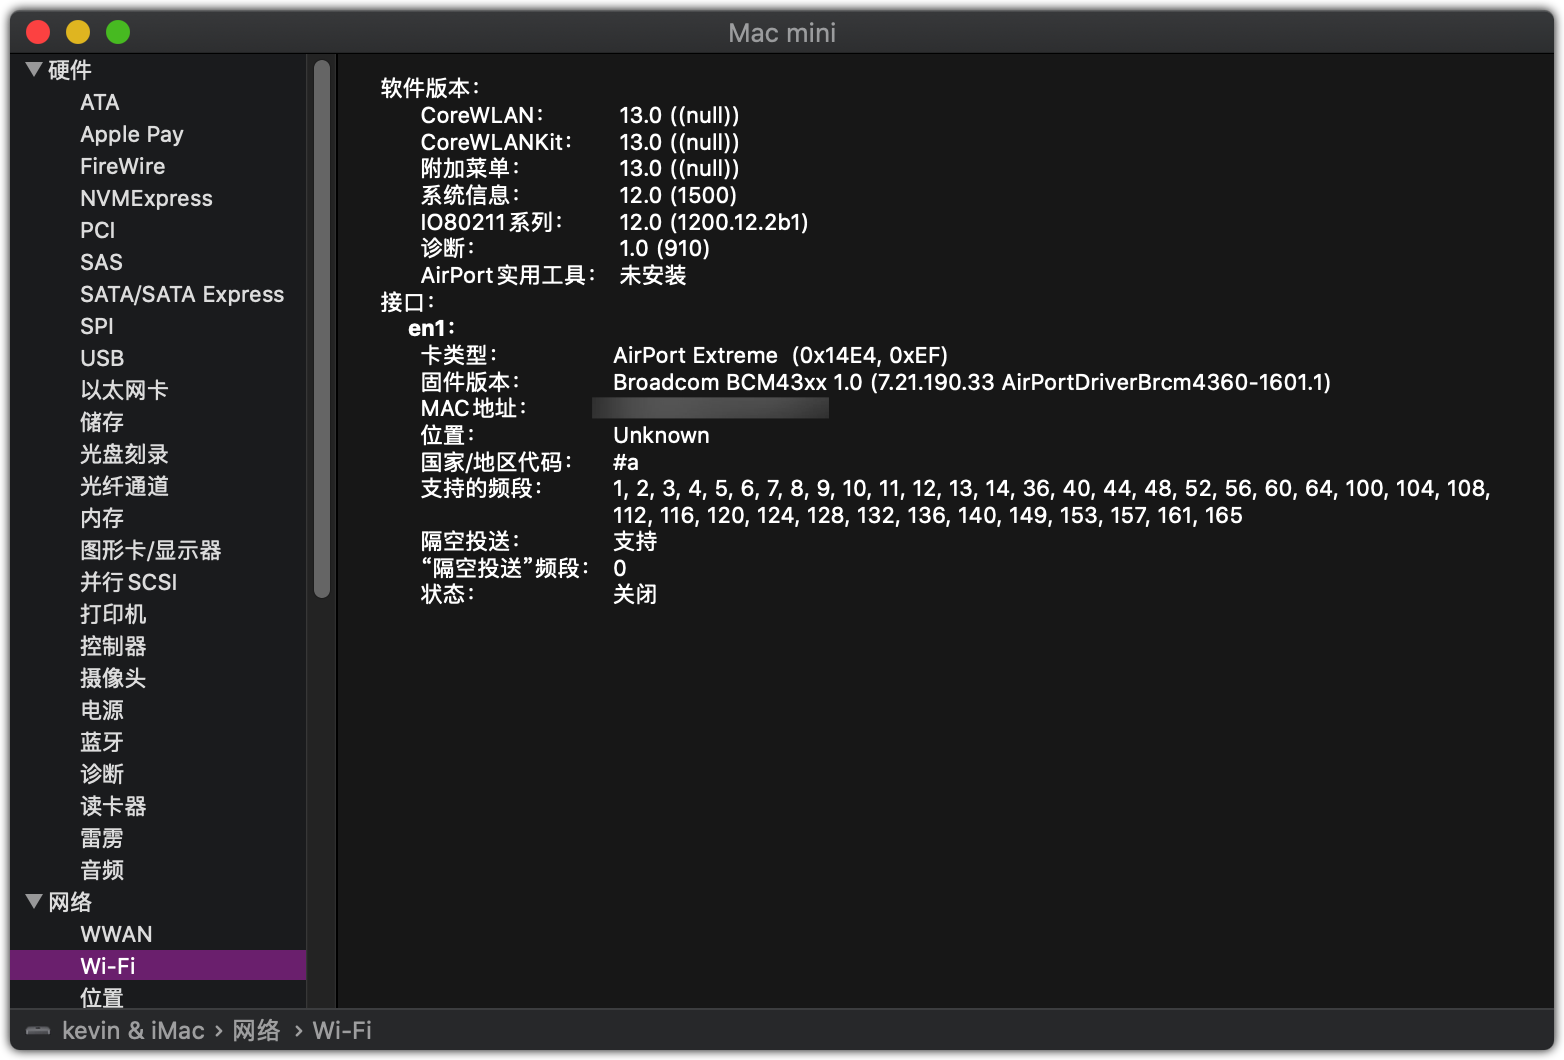 Mac mini
硬件
ATA
Apple Pay
FireWire
NVMExpress
PCI
SAS
SATA/SATA Express
SPI
USB
以太网卡
储存
光盘刻录
光纤通道
内存
图形卡/显示器
并行 SCSI
打印机
控制器
摄像头
电源
蓝牙
诊断
读卡器
雷雳
音频
网络
WWAN
Wi-Fi
位置
软件版本：
CoreWLAN： 13.0 ((null))
CoreWLANKit： 13.0 ((null))
附加菜单： 13.0 ((null))
系统信息： 12.0 (1500)
IO80211 系列： 12.0 (1200.12.2b1)
诊断： 1.0 (910)
AirPort 实用工具： 未安装
接口：
en1：
卡类型： AirPort Extreme (0x14E4, 0xEF)
固件版本： Broadcom BCM43xx 1.0 (7.21.190.33 AirPortDriverBrcm4360-1601.1)
MAC 地址：
位置： Unknown
国家/地区代码： #a
支持的频段： 1, 2, 3, 4, 5, 6, 7, 8, 9, 10, 11, 12, 13, 14, 36, 40, 44, 48, 52, 56, 60, 64, 100, 104, 108,
112, 116, 120, 124, 128, 132, 136, 140, 149, 153, 157, 161, 165
隔空投送： 支持
“隔空投送”频段： 0
状态： 关闭
kevin & iMac › 网络 › Wi-Fi